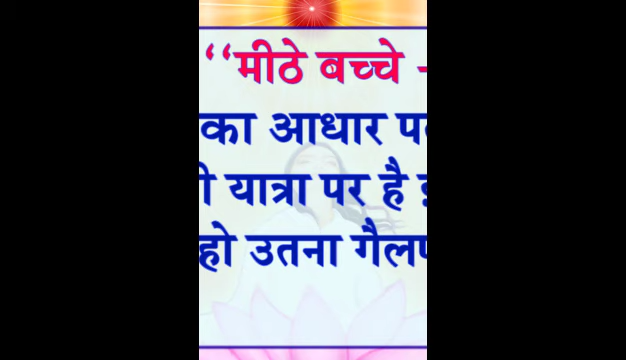 “मीठे बच्चे -
का आधार
यात्रा पर है
हो उतना